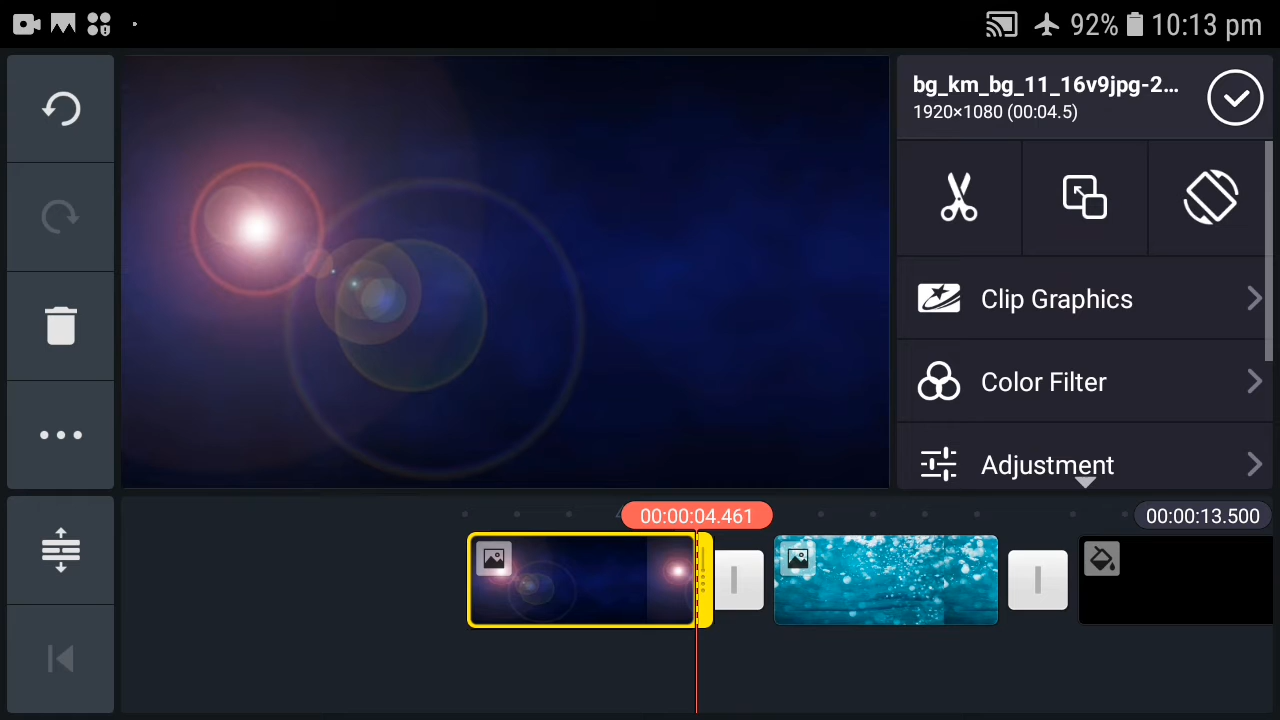 92% 10:13 pm
bg_km_bg_11_16v9jpg-2...
1920×1080 (00:04.5)
Clip Graphics
Color Filter
Adjustment
00:00:04.461
00:00:13.500